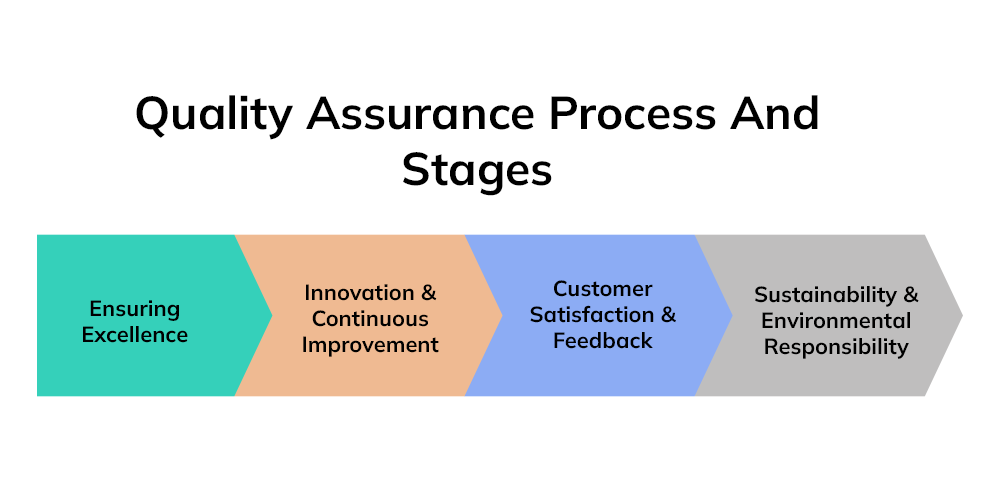 Quality Assurance Process And
Stages
Ensuring
Excellence
Innovation &
Continuous
Improvement
Customer
Satisfaction &
Feedback
Sustainability &
Environmental
Responsibility